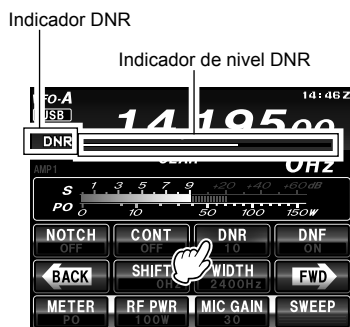 Indicador DNR
Indicador de nivel DNR
VFO-A 14:46Z
USB 14.195.00
DNR
AMP1 0Hz
S 1 3 5 7 9 +20 +40 +60dB
PO 0 10 50 100 150W
NOTCH CONT DNR DNF
OFF OFF 10 ON
BACK SHIFT WIDTH FWD
0Hz 2400Hz
METER RF PWR MIC GAIN SWEEP
PO 100W 30